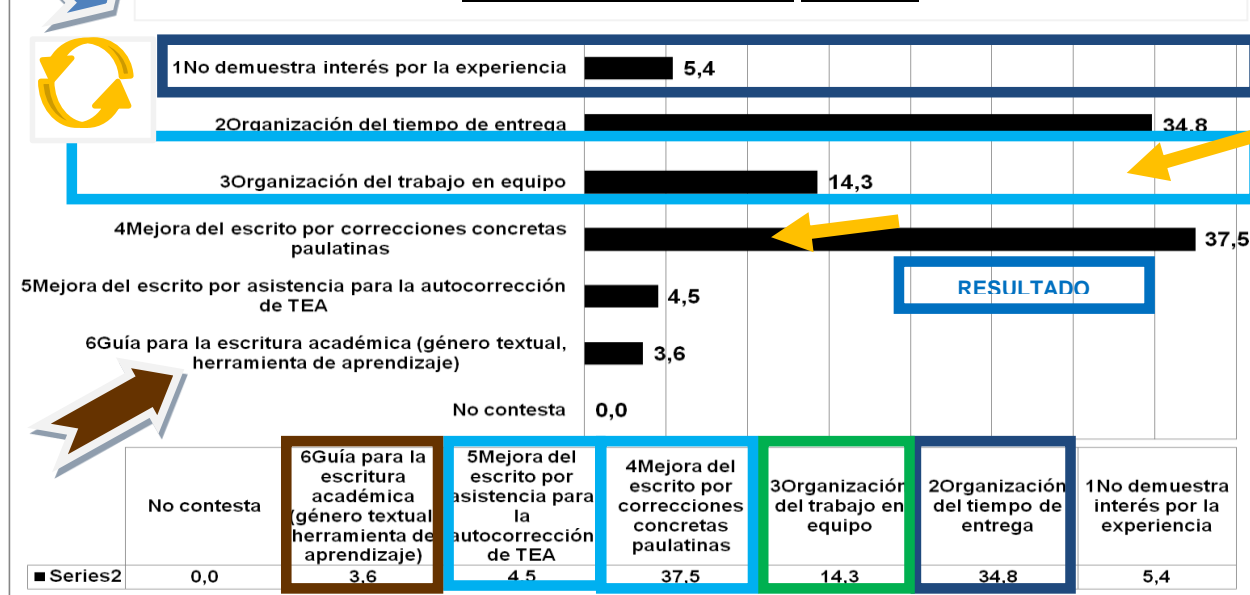 1No demuestra interés por la experiencia
5,4
2Organización del tiempo de entrega
34,8
3Organización del trabajo en equipo
14,3
4Mejora del escrito por correcciones concretas
paulatinas
37,5
5Mejora del escrito por asistencia para la autocorrección
de TEA
4,5
RESULTADO
6Guía para la escritura académica (género textual,
herramienta de aprendizaje)
3,6
No contesta
0,0
No contesta
6Guía para la
escritura
académica
(género textual
herramienta de
aprendizaje)
5Mejora del
escrito por
asistencia para
la
autocorrección
de TEA
4Mejora del
escrito por
correcciones
concretas
paulatinas
3Organización
del trabajo en
equipo
2Organización
del tiempo de
entrega
1No demuestra
interés por la
experiencia
Series2 0,0 3,6 4,5 37,5 14,3 34,8 5,4